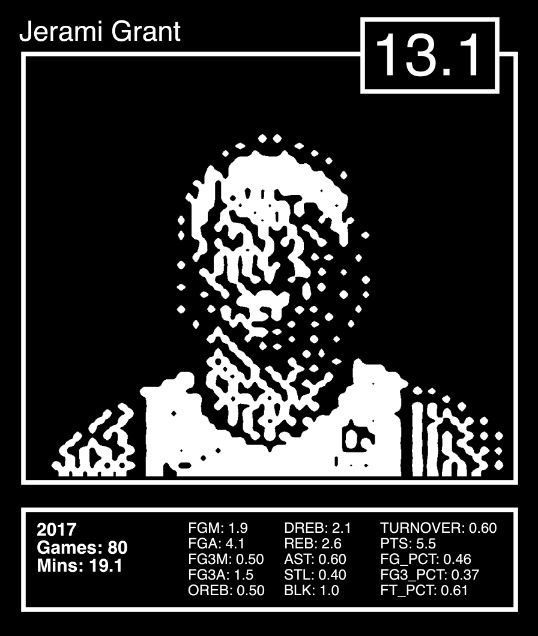 Jerami Grant
13.1
2017
Games: 80
Mins: 19.1
FGM: 1.9
FGA: 4.1
FG3M: 0.50
FG3A: 1.5
OREB: 0.50
DREB: 2.1
REB: 2.6
AST: 0.60
STL: 0.40
BLK: 1.0
TURNOVER: 0.60
PTS: 5.5
FG_PCT: 0.46
FG3_PCT: 0.37
FT_PCT: 0.61